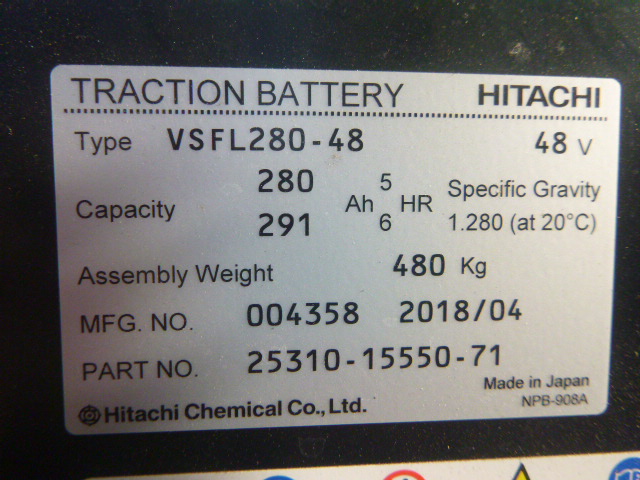 TRACTION BATTERY HITACHI
Type VSFL280-48 48 V
Capacity 280 Ah 5 HR Specific Gravity
291 6 1.280 (at 20°C)
Assembly Weight 480 Kg
MFG. NO. 004358 2018/04
PART NO. 25310-15550-71
Made in Japan
Hitachi Chemical Co., Ltd. NPB-908A